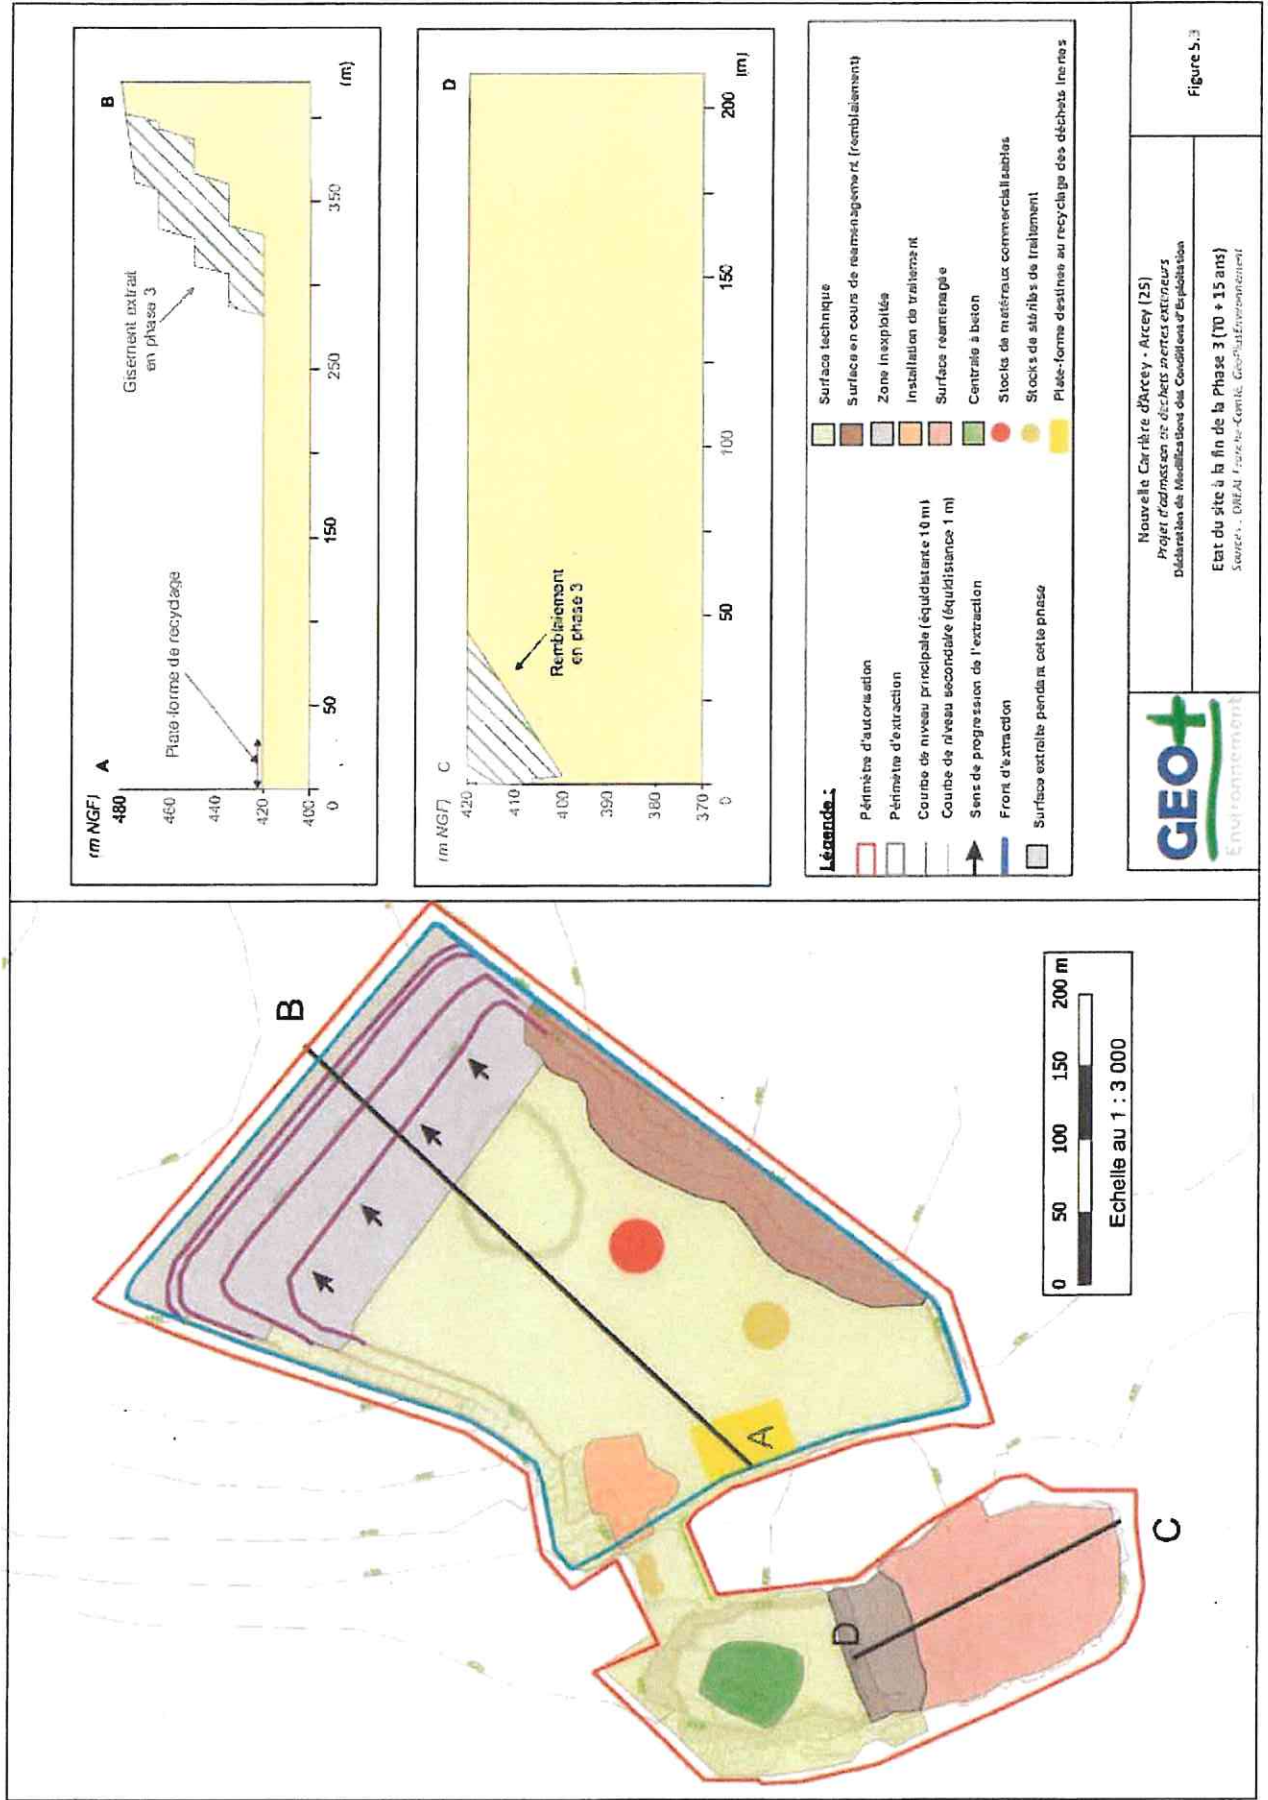 B
A
D
C
0 50 100 150 200 m
Echelle au 1 : 3 000
(m NGF) A B
480
460
440
420
400
0 50 150 250 350 (m)
Plate-forme de recyclage
Gisement extrait
en phase 3
(m NGF) C D
420
410
400
390
380
370
0 50 100 150 200 (m)
Remblaiement
en phase 3
Légende :
Périmètre d'autorisation
Périmètre d'extraction
Courbe de niveau principale (équidistante 10 m)
Courbe de niveau secondaire (équidistance 1 m)
Sens de progression de l'extraction
Front d'extraction
Surface extraite pendant cette phase
Surface technique
Surface en cours de réaménagement (remblaiement)
Zone inexploitée
Installation de traitement
Surface réaménagée
Centrale à béton
Stocks de matériaux commercialisables
Stocks de stériles de traitement
Plate-forme destinée au recyclage des déchets inertes
GEO+
Environnement
Nouvelle Carrière d'Arcey - Arcey (25)
Projet d'admission de déchets inertes extérieurs
Déclaration de Modifications des Conditions d'Exploitation
Etat du site à la fin de la Phase 3 (T0 + 15 ans)
Sources : DREAL Franche-Comté, GéoPlusEnvironnement
Figure 5.3